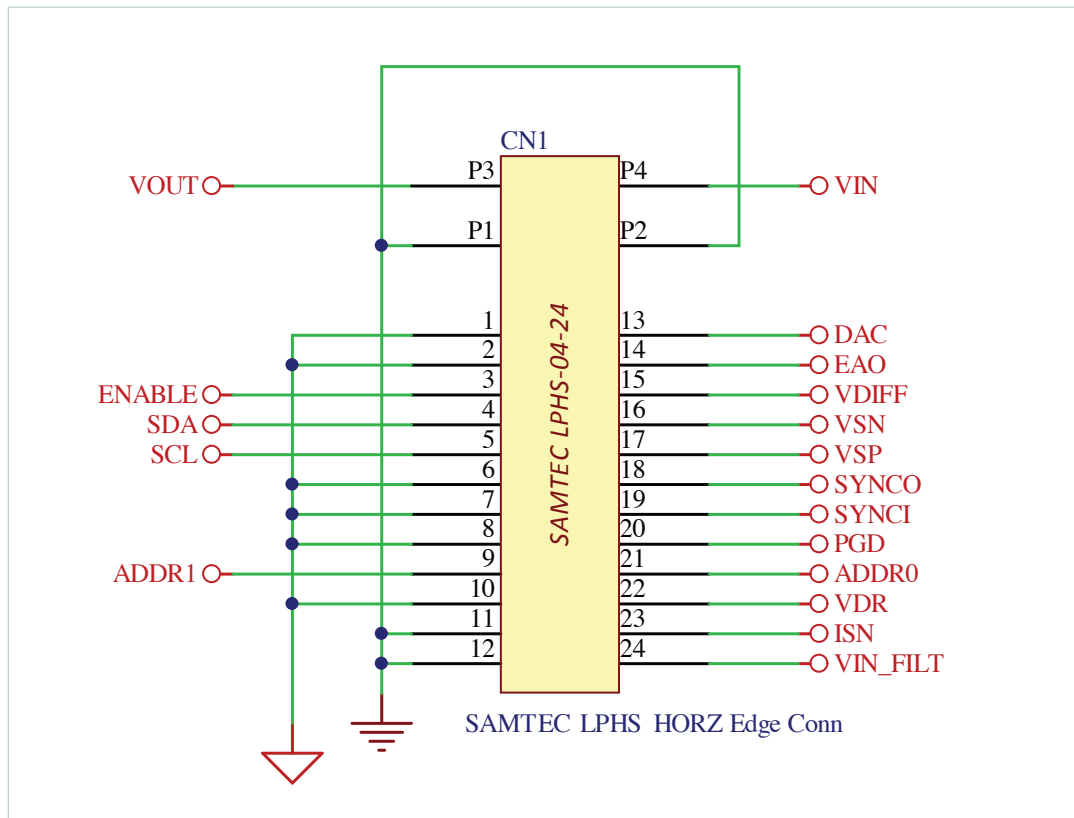 CN1
VOUT P3 P4 VIN
P1 P2
1 13 DAC
2 14 EAO
ENABLE 3 15 VDIFF
SDA 4 16 VSN
SCL 5 17 VSP
6 18 SYNCO
7 19 SYNCI
8 20 PGD
ADDR1 9 21 ADDR0
10 22 VDR
11 23 ISN
12 24 VIN_FILT
SAMTEC LPHS-04-24
SAMTEC LPHS HORZ Edge Conn